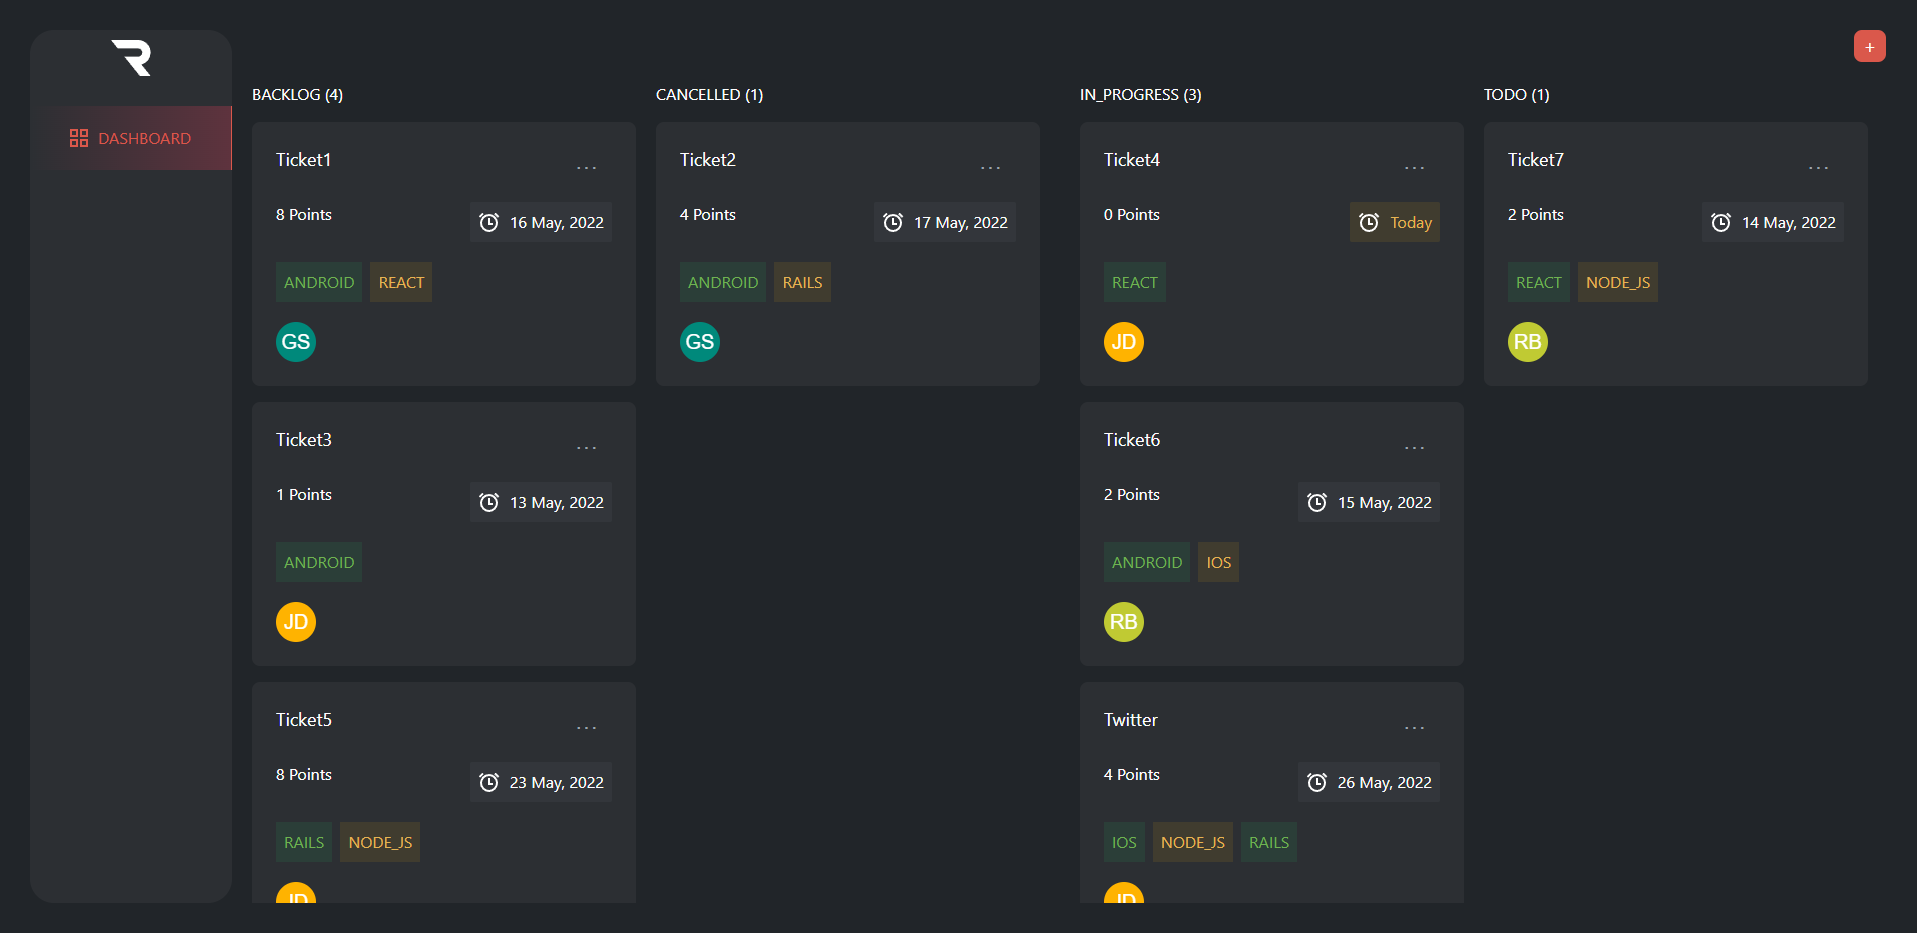 +
DASHBOARD
BACKLOG (4)
Ticket1
...
8 Points
16 May, 2022
ANDROID
REACT
GS
Ticket3
...
1 Points
13 May, 2022
ANDROID
JD
Ticket5
...
8 Points
23 May, 2022
RAILS
NODE_JS
JD
CANCELLED (1)
Ticket2
...
4 Points
17 May, 2022
ANDROID
RAILS
GS
IN_PROGRESS (3)
Ticket4
...
0 Points
Today
REACT
JD
Ticket6
...
2 Points
15 May, 2022
ANDROID
IOS
RB
Twitter
...
4 Points
26 May, 2022
IOS
NODE_JS
RAILS
JD
TODO (1)
Ticket7
...
2 Points
14 May, 2022
REACT
NODE_JS
RB